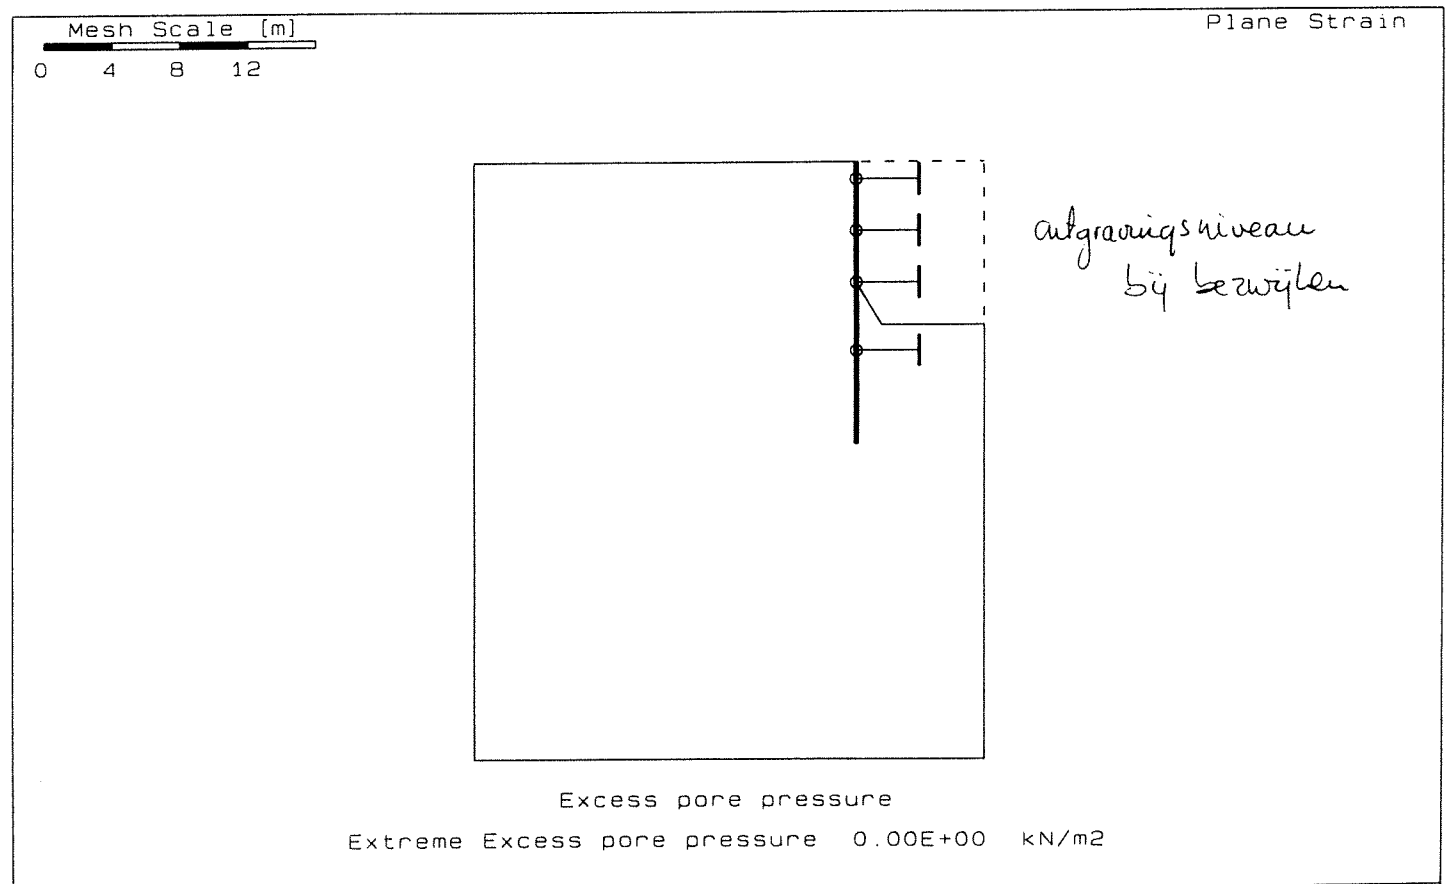 Mesh Scale [m]
0 4 8 12
Plane Strain
ontgravingsniveau
bij bezwijken
Excess pore pressure
Extreme Excess pore pressure 0.00E+00 kN/m2